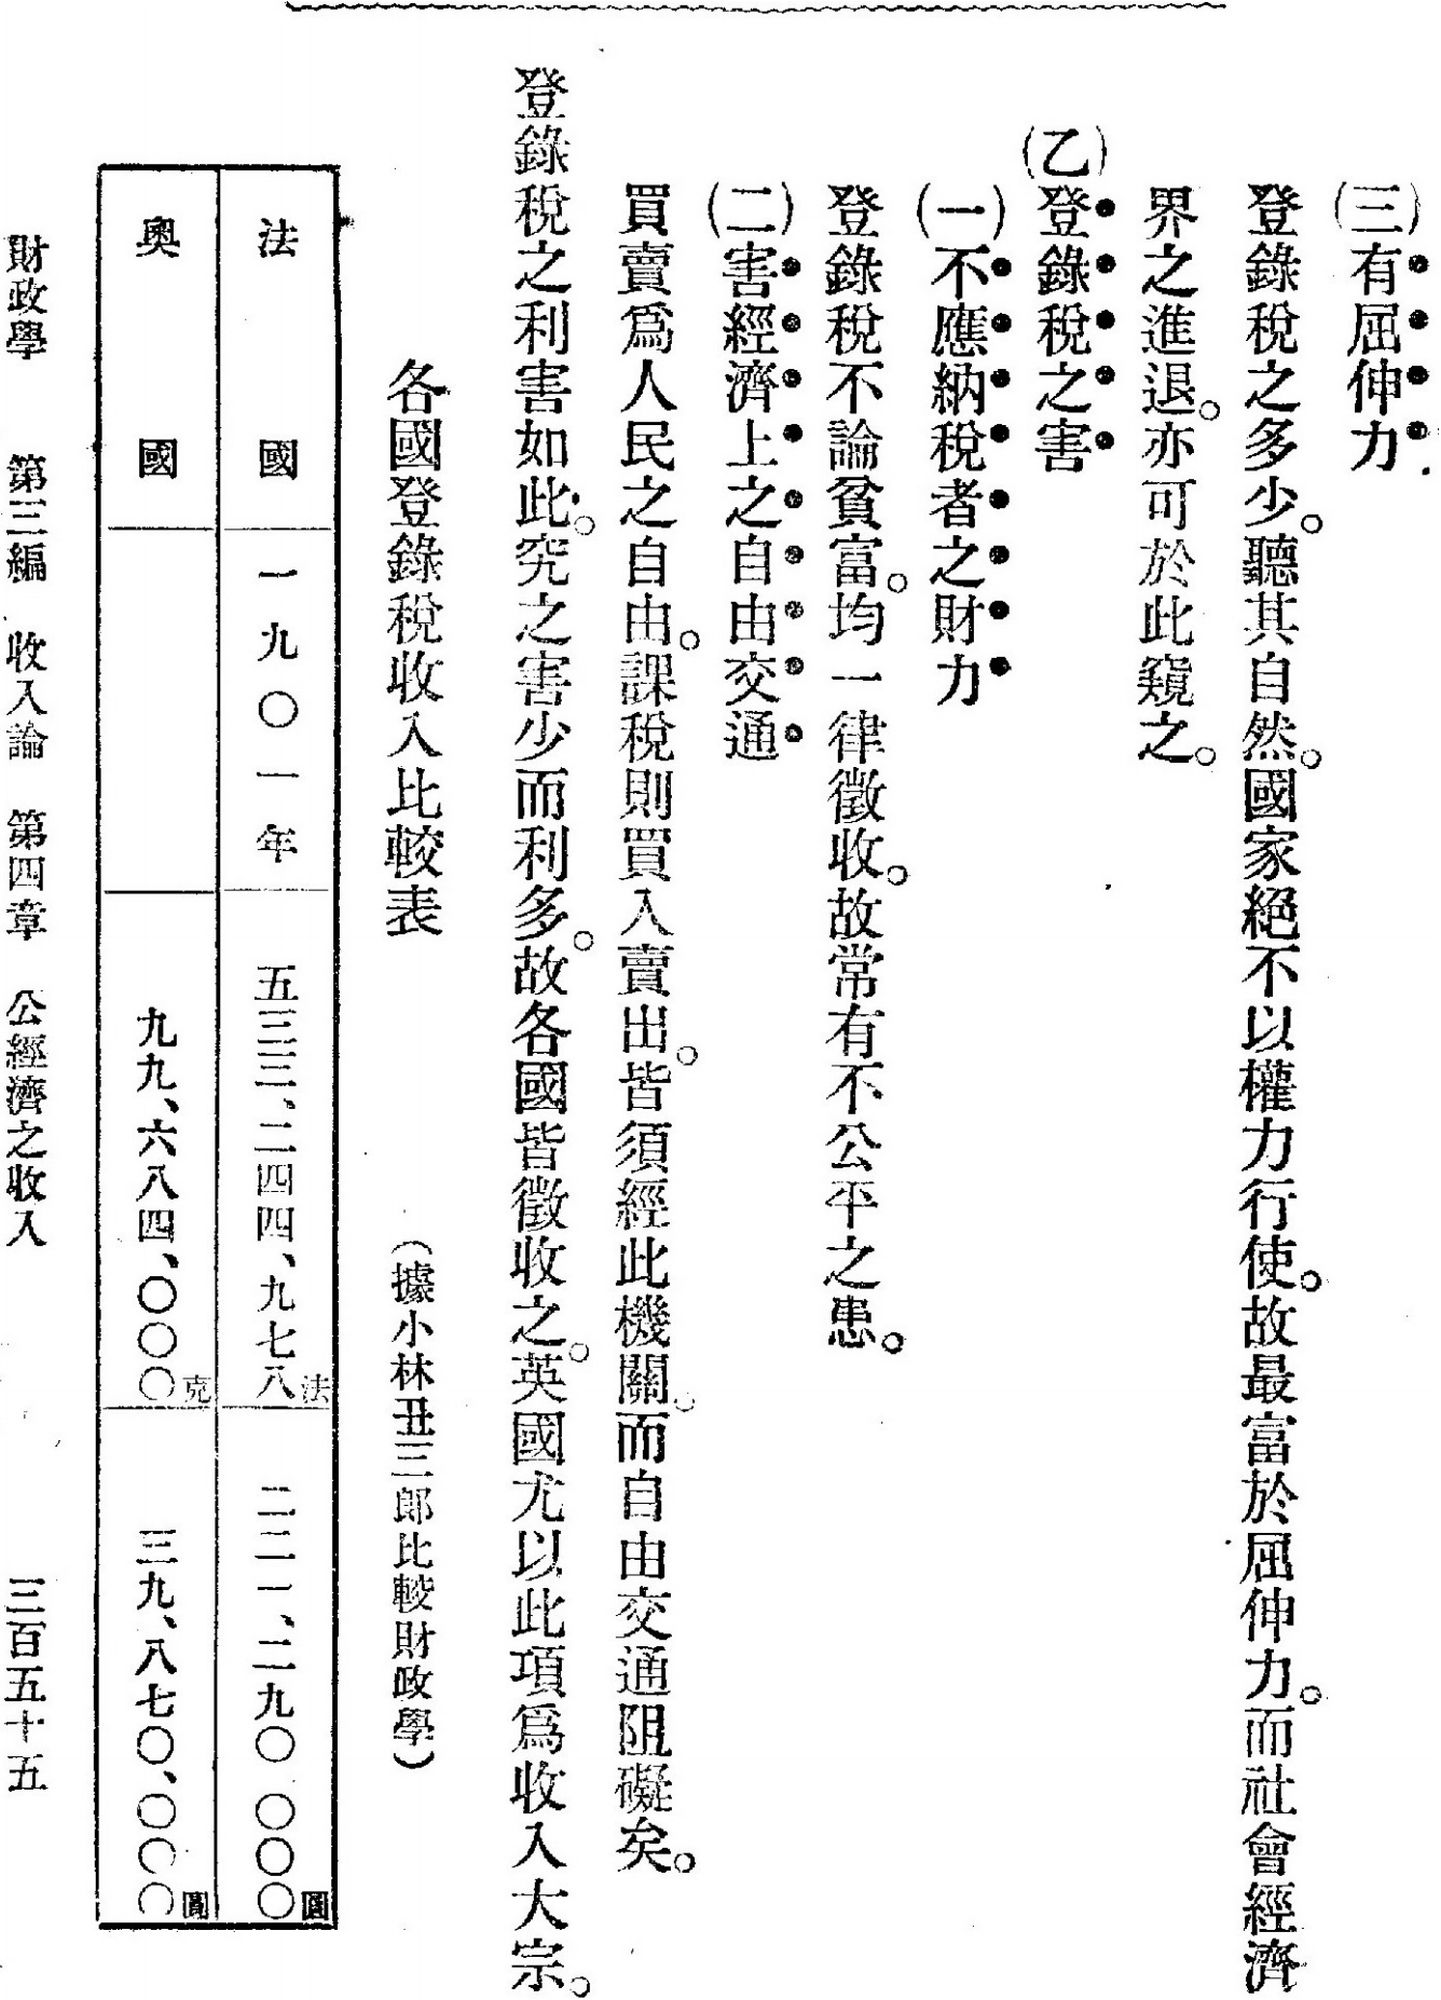 (三)有屈伸力
登錄稅之多少。聽其自然。國家絕不以權力行使。故最富於屈伸力。而社會經濟
界之進退。亦可於此窺之。
(乙)登錄稅之害
(一)不應納稅者之財力
登錄稅不論貧富。均一律徵收。故常有不公平之患。
(二)害經濟上之自由交通
買賣爲人民之自由。課稅則買入賣出。皆須經此機關。而自由交通阻礙矣。
登錄稅之利害如此。究之害少而利多。故各國皆徵收之。英國尤以此項爲收入大宗。
各國登錄稅收入比較表 (據小林丑三郎比較財政學)
法國 一九〇一年 五三三、二四四、九七八法 二二一、二九〇〇〇〇圓
奧國 九九、六八四、〇〇〇克 三九、八七〇、〇〇〇圓
財政學 第三編 收入論 第四章 公經濟之收入 三百五十五